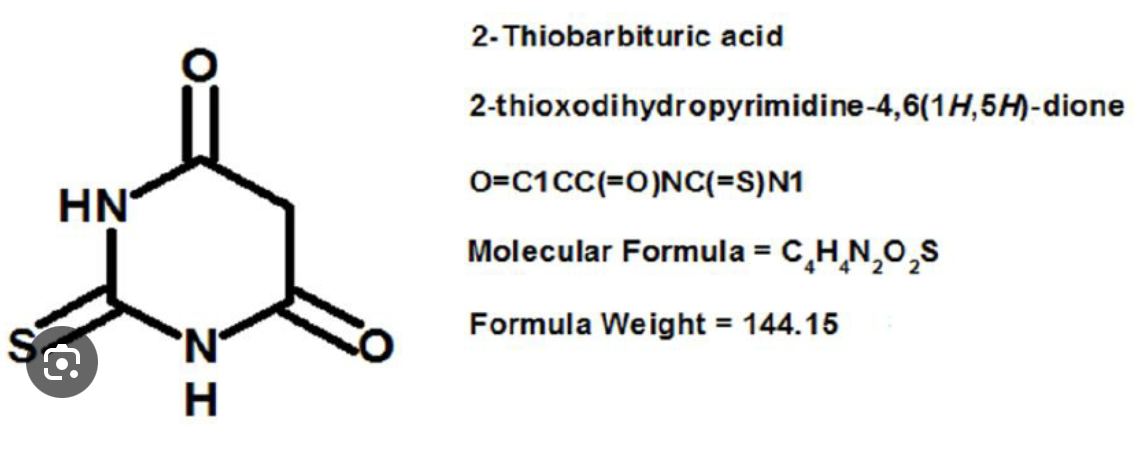 O
HN
S
N
H
O
2-Thiobarbituric acid
2-thioxodihydropyrimidine-4,6(1H,5H)-dione
O=C1CC(=O)NC(=S)N1
Molecular Formula = C₄H₄N₂O₂S
Formula Weight = 144.15